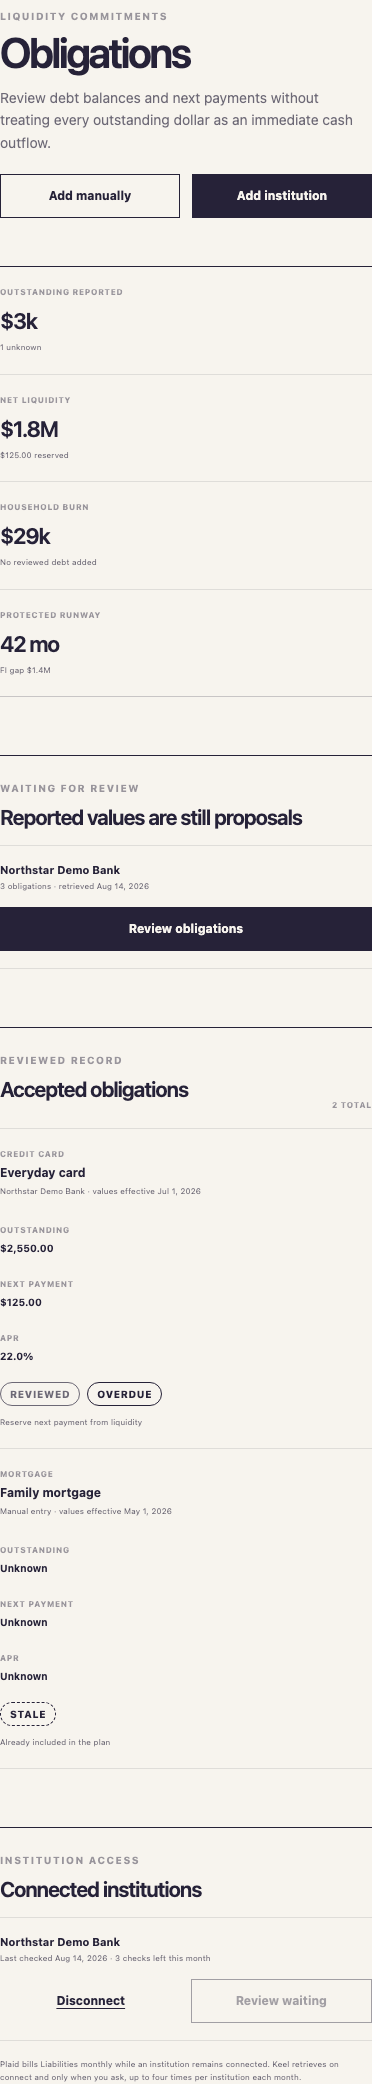 LIQUIDITY COMMITMENTS
Obligations
Review debt balances and next payments without
treating every outstanding dollar as an immediate cash
outflow.
Add manually
Add institution
OUTSTANDING REPORTED
$3k
1 unknown
NET LIQUIDITY
$1.8M
$125.00 reserved
HOUSEHOLD BURN
$29k
No reviewed debt added
PROTECTED RUNWAY
42 mo
FI gap $1.4M
WAITING FOR REVIEW
Reported values are still proposals
Northstar Demo Bank
3 obligations · retrieved Aug 14, 2026
Review obligations
REVIEWED RECORD
Accepted obligations
2 TOTAL
CREDIT CARD
Everyday card
Northstar Demo Bank · values effective Jul 1, 2026
OUTSTANDING
$2,550.00
NEXT PAYMENT
$125.00
APR
22.0%
REVIEWED
OVERDUE
Reserve next payment from liquidity
MORTGAGE
Family mortgage
Manual entry · values effective May 1, 2026
OUTSTANDING
Unknown
NEXT PAYMENT
Unknown
APR
Unknown
STALE
Already included in the plan
INSTITUTION ACCESS
Connected institutions
Northstar Demo Bank
Last checked Aug 14, 2026 · 3 checks left this month
Disconnect
Review waiting
Plaid bills Liabilities monthly while an institution remains connected. Keel retrieves on
connect and only when you ask, up to four times per institution each month.